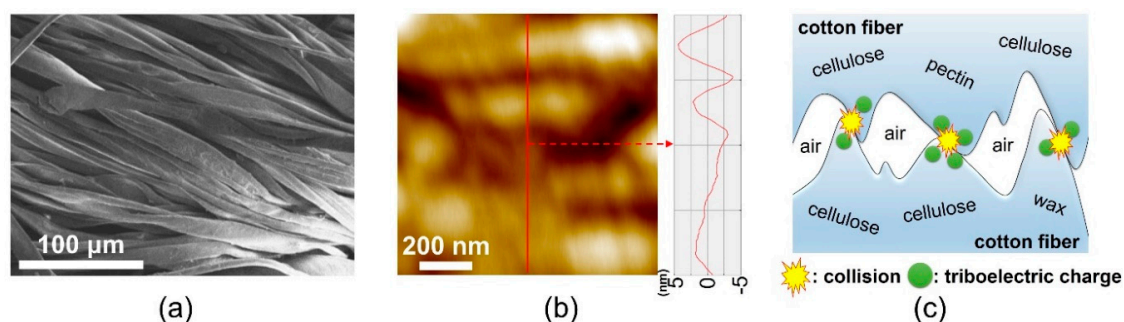 100 µm
(a)
200 nm
(nm)
5
0
-5
(b)
cotton fiber
cellulose
cellulose
pectin
air
air
air
cellulose
cellulose
wax
cotton fiber
: collision
: triboelectric charge
(c)